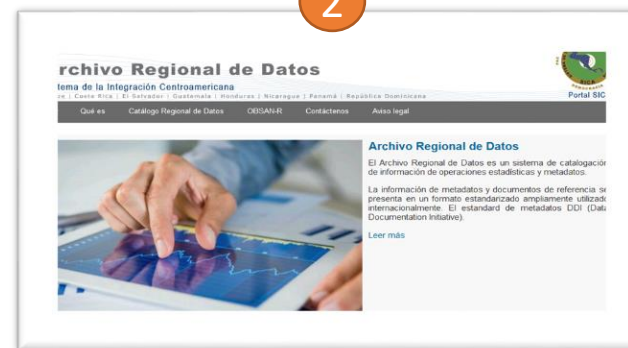 2
rchivo Regional de Datos
tema de la Integración Centroamericana
ce | Costa Rica | El Salvador | Guatemala | Honduras | Nicaragua | Panamá | República Dominicana
SICA
Portal SIC
Qué es Catálogo Regional de Datos OBSAN-R Contáctenos Aviso legal
Archivo Regional de Datos
El Archivo Regional de Datos es un sistema de catalogación
de información de operaciones estadísticas y metadatos.
La información de metadatos y documentos de referencia se
presenta en un formato estandarizado ampliamente utilizado
internacionalmente. El estandard de metadatos DDI (Data
Documentation Initiative).
Leer más